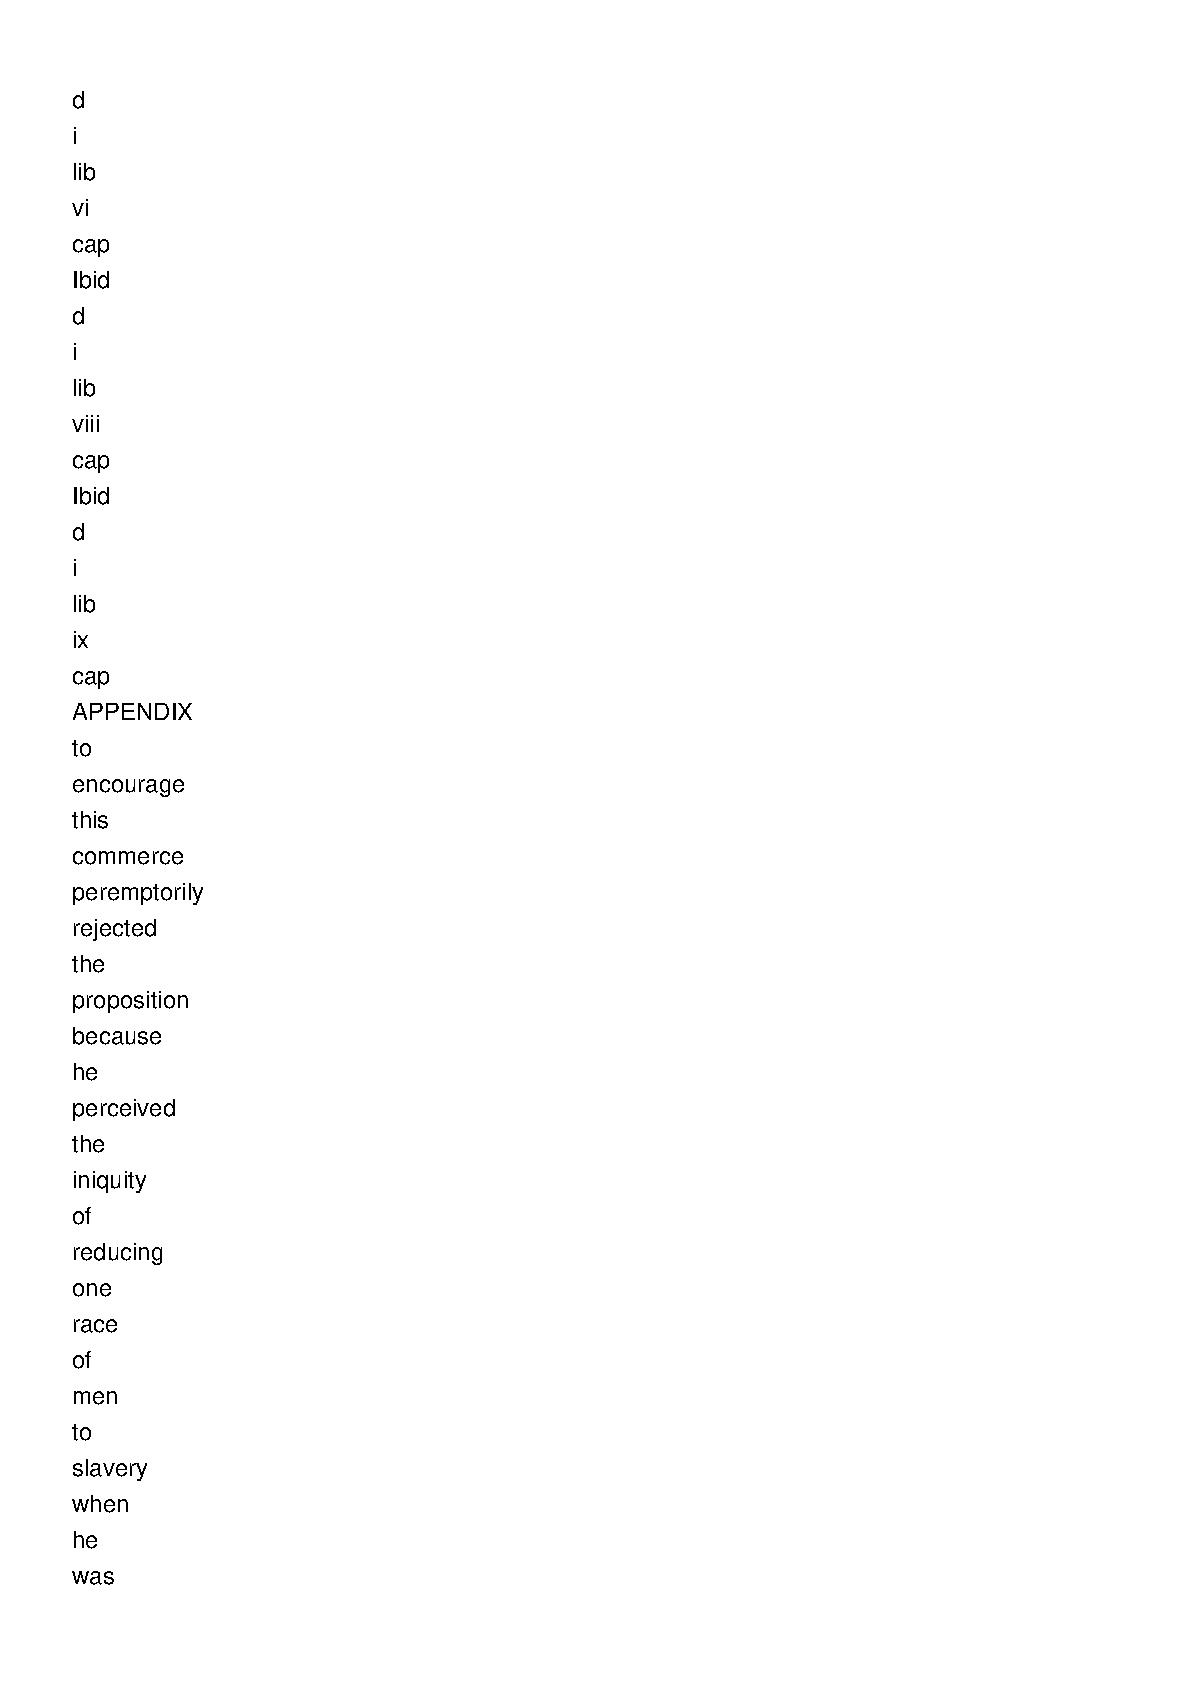 d
i
lib
vi
cap
Ibid
d
i
lib
viii
cap
Ibid
d
i
lib
ix
cap
APPENDIX
to
encourage
this
commerce
peremptorily
rejected
the
proposition
because
he
perceived
the
iniquity
of
reducing
one
race
of
men
to
slavery
when
he
was